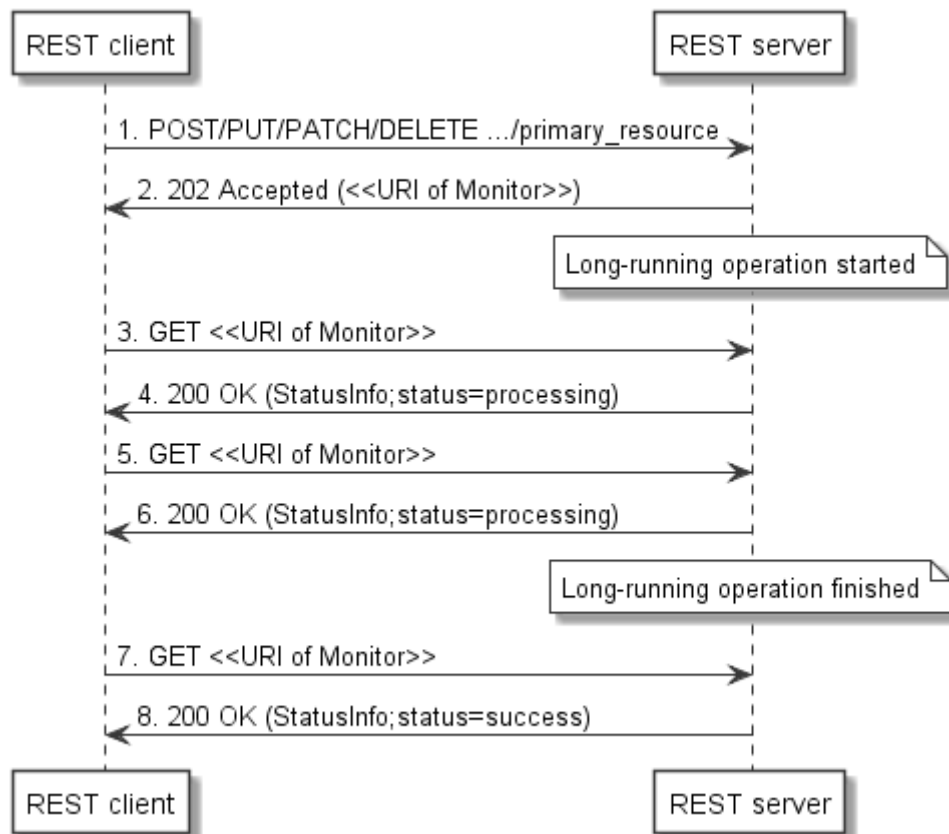 REST client
REST server
1. POST/PUT/PATCH/DELETE .../primary_resource
2. 202 Accepted (<<URI of Monitor>>)
Long-running operation started
3. GET <<URI of Monitor>>
4. 200 OK (StatusInfo;status=processing)
5. GET <<URI of Monitor>>
6. 200 OK (StatusInfo;status=processing)
Long-running operation finished
7. GET <<URI of Monitor>>
8. 200 OK (StatusInfo;status=success)
REST client
REST server